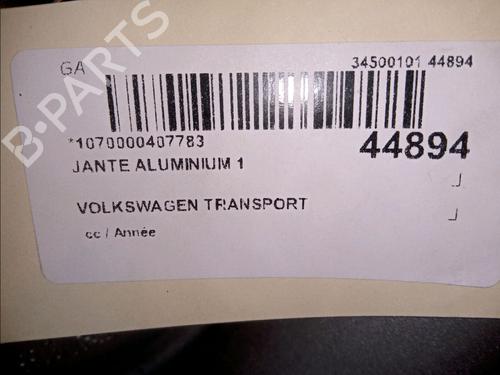 GA 34500101 44894
*1070000407783 44894
JANTE ALUMINIUM 1
VOLKSWAGEN TRANSPORT
cc / Année
B-PARTS